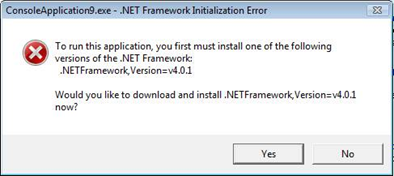 ConsoleApplication9.exe - .NET Framework Initialization Error
To run this application, you first must install one of the following
versions of the .NET Framework:
.NETFramework,Version=v4.0.1
Would you like to download and install .NETFramework,Version=v4.0.1
now?
Yes No